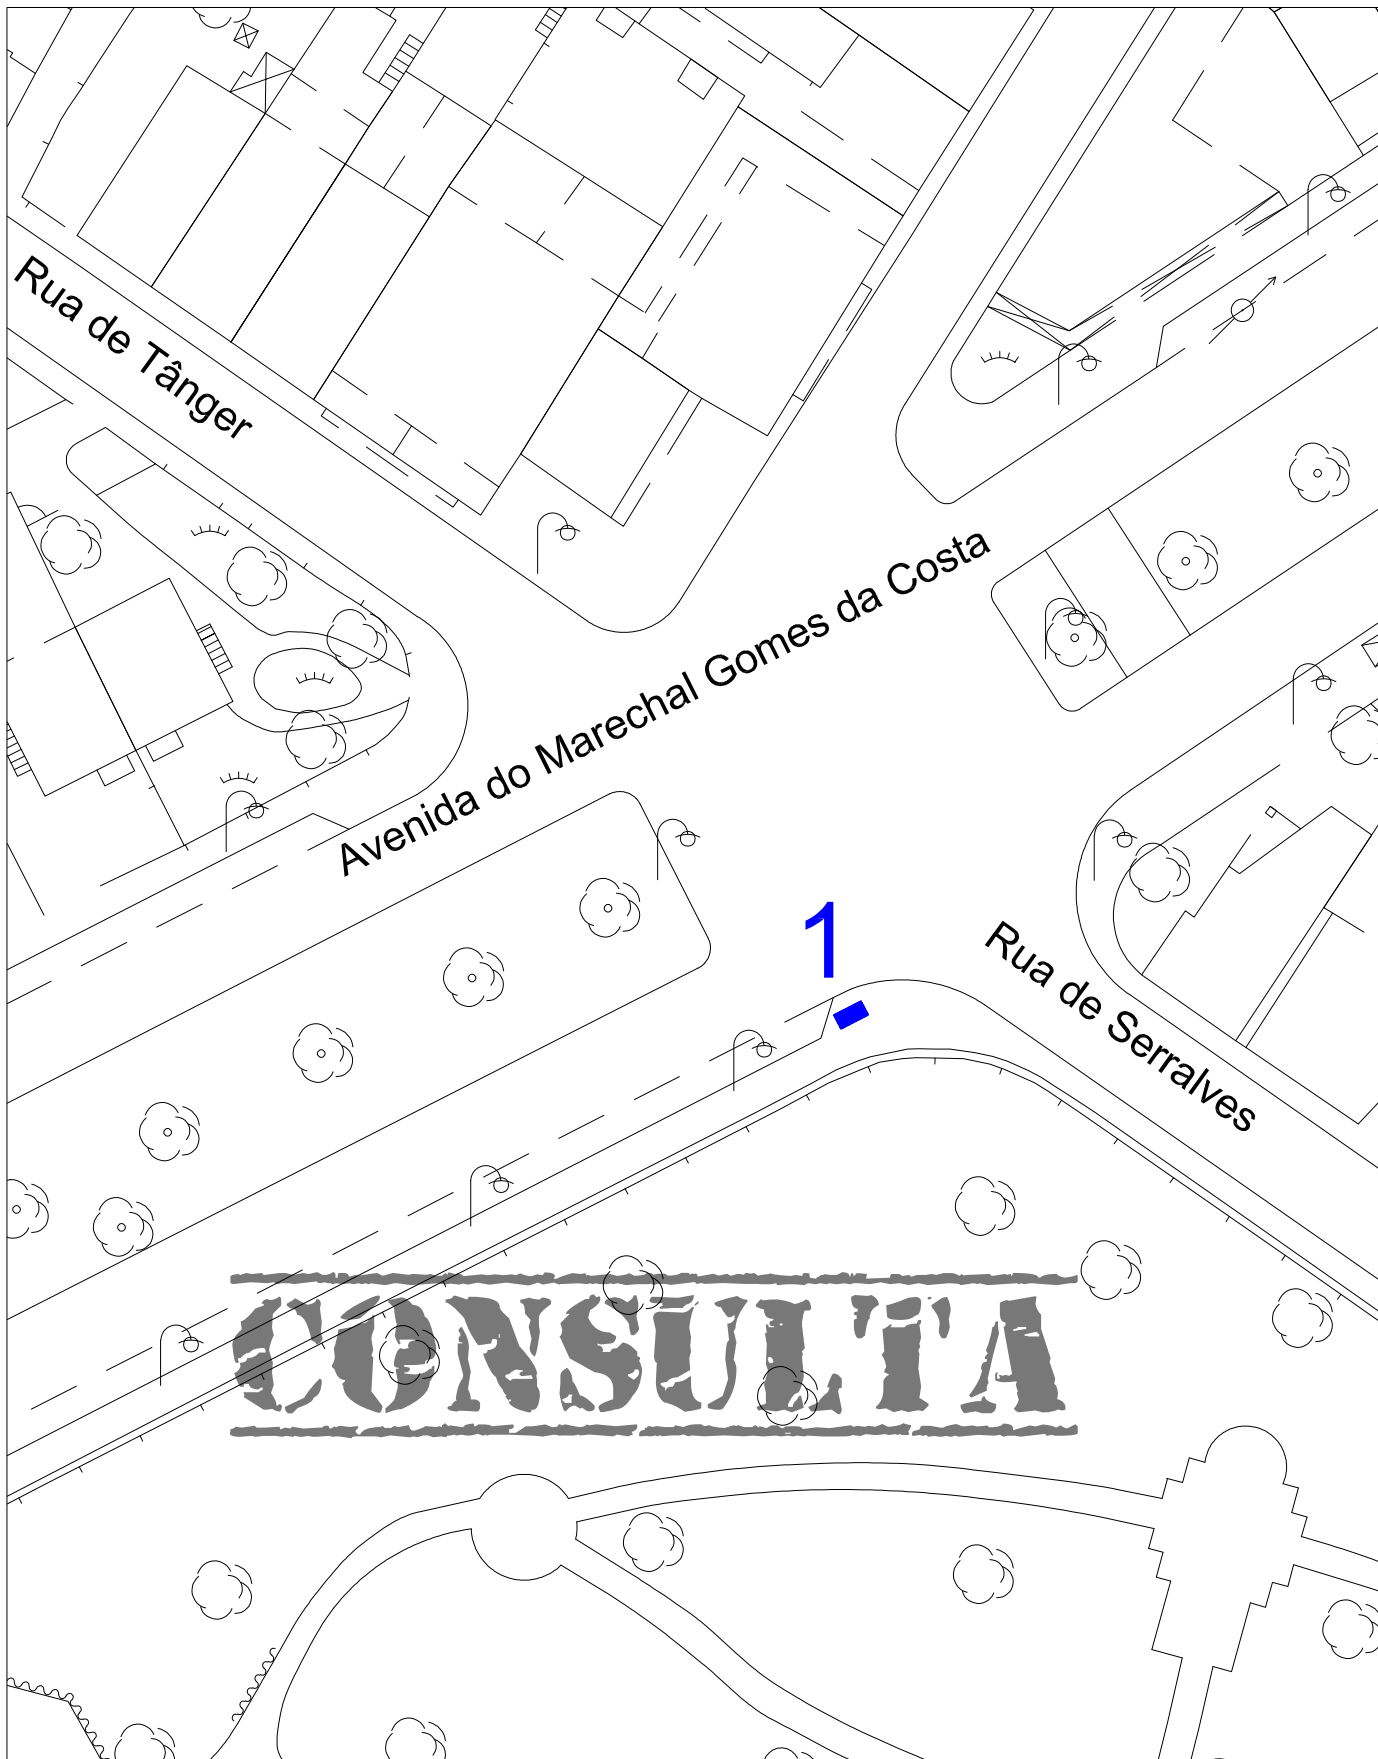 Rua de Tânger
Avenida do Marechal Gomes da Costa
1
Rua de Serralves
CONSULTA